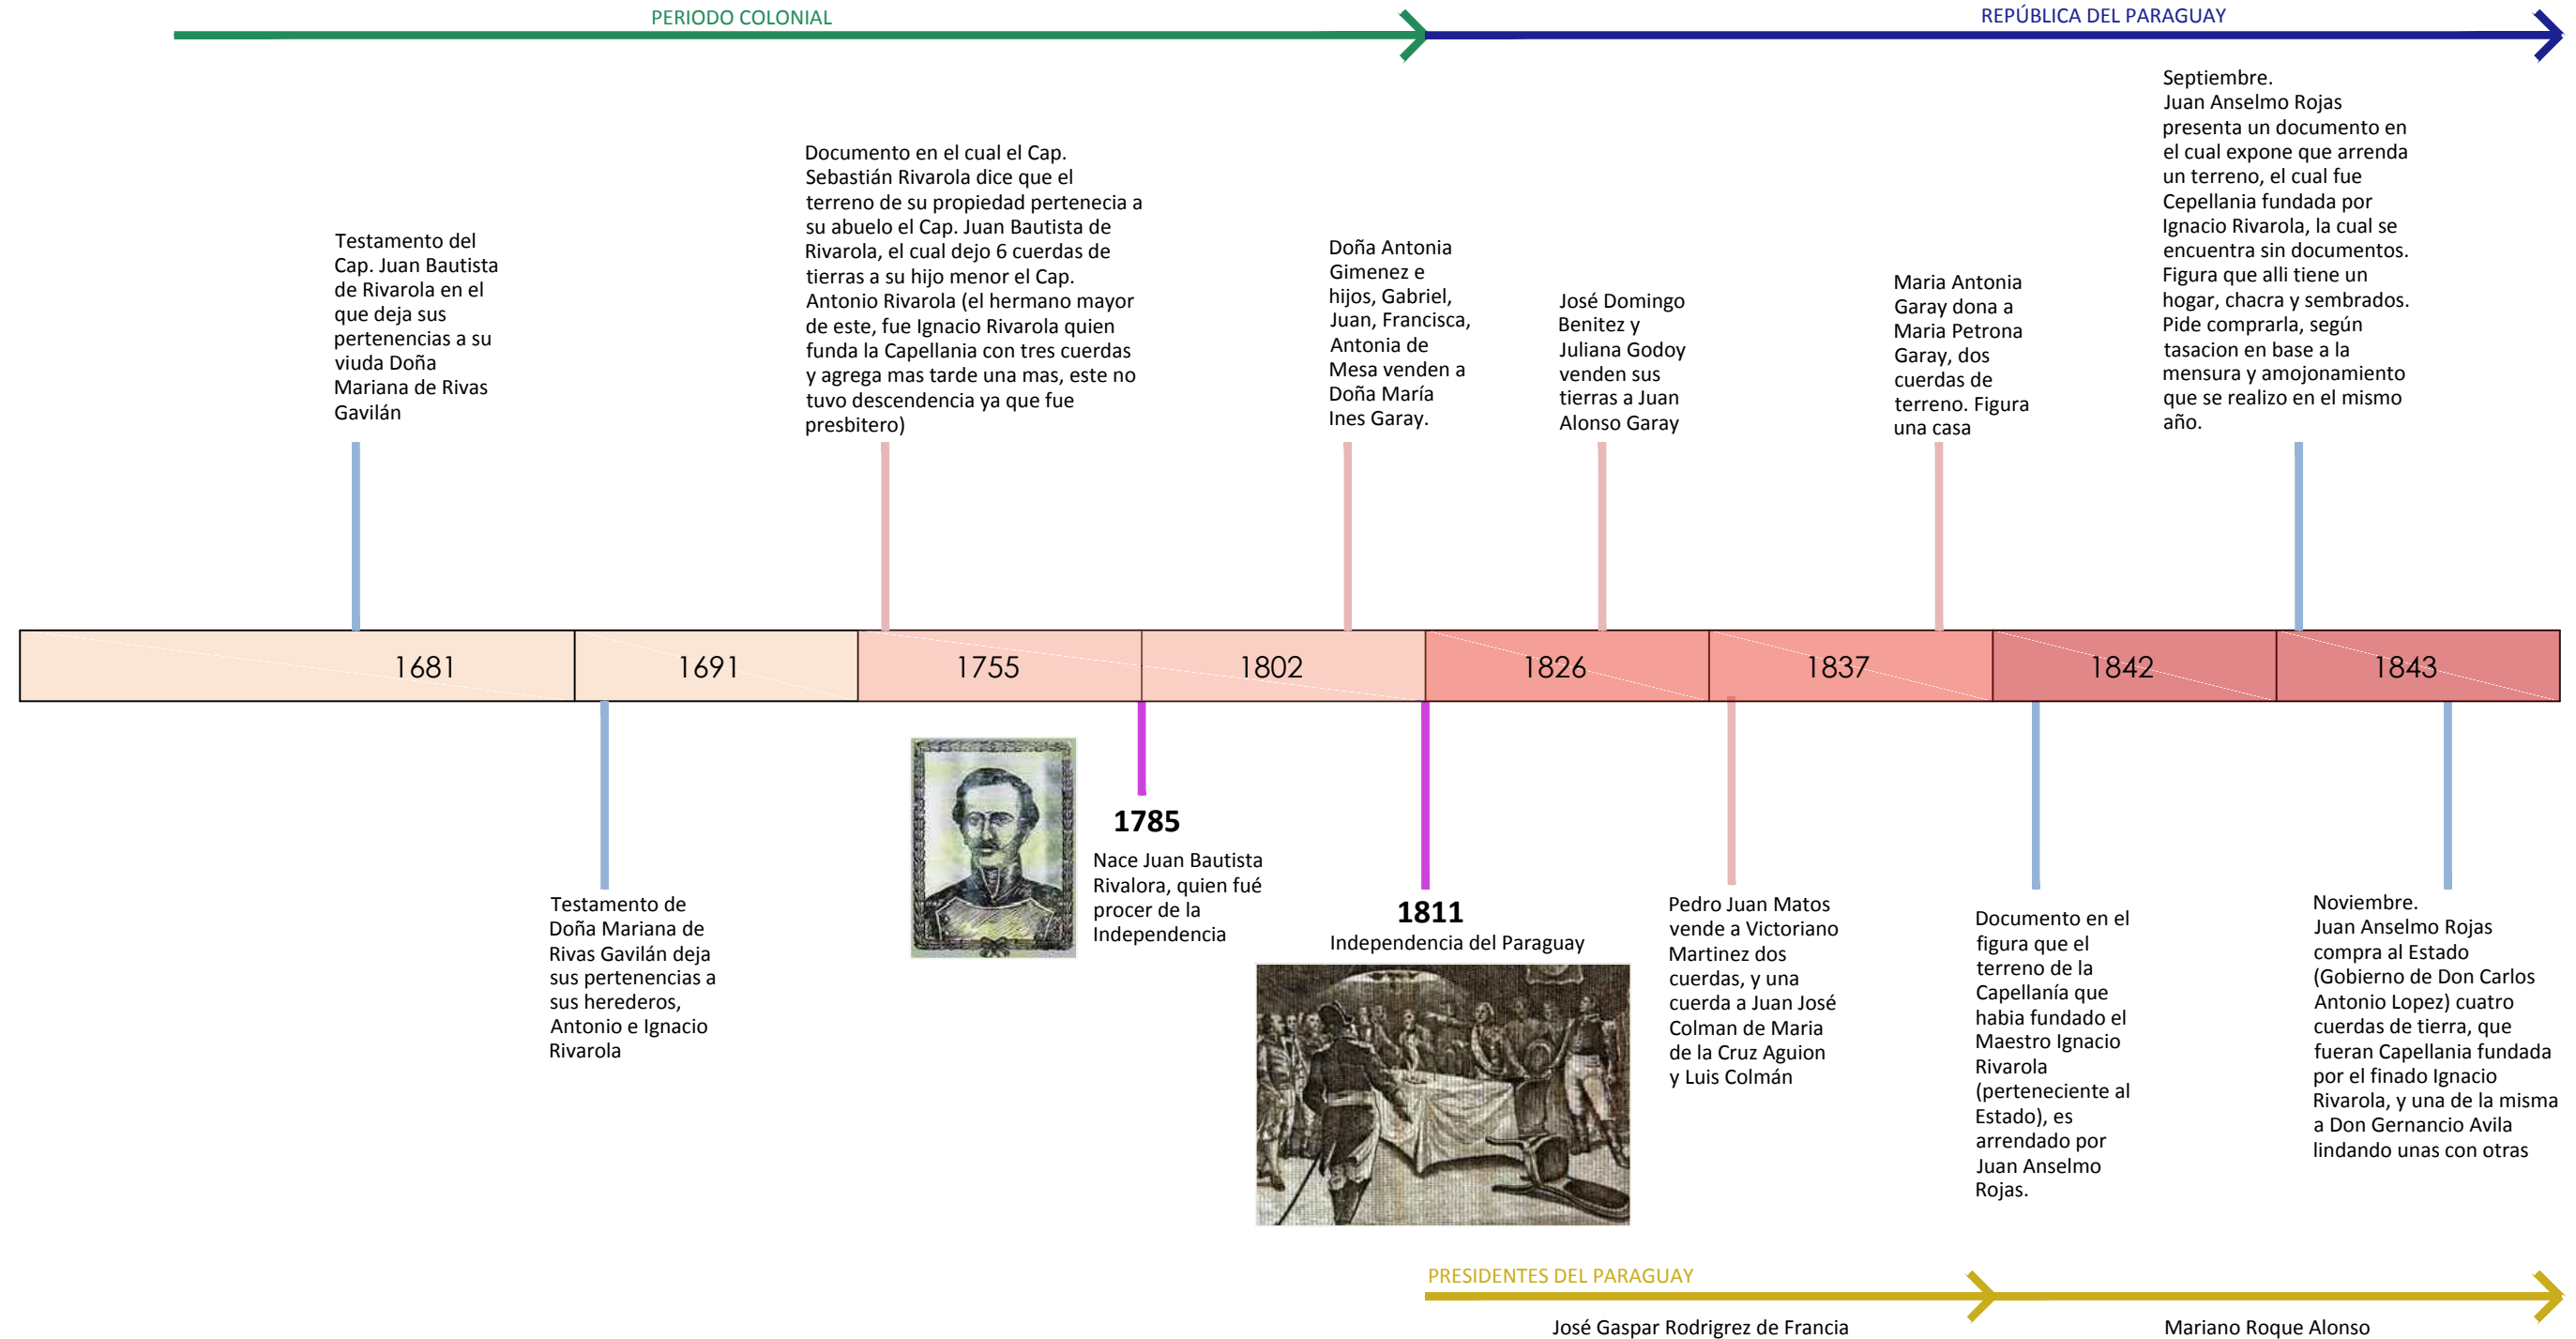 PERIODO COLONIAL
REPÚBLICA DEL PARAGUAY
Testamento del
Cap. Juan Bautista
de Rivarola en el
que deja sus
pertenencias a su
viuda Doña
Mariana de Rivas
Gavilán
Documento en el cual el Cap.
Sebastián Rivarola dice que el
terreno de su propiedad pertenecia a
su abuelo el Cap. Juan Bautista de
Rivarola, el cual dejo 6 cuerdas de
tierras a su hijo menor el Cap.
Antonio Rivarola (el hermano mayor
de este, fue Ignacio Rivarola quien
funda la Capellania con tres cuerdas
y agrega mas tarde una mas, este no
tuvo descendencia ya que fue
presbitero)
Doña Antonia
Gimenez e
hijos, Gabriel,
Juan, Francisca,
Antonia de
Mesa venden a
Doña María
Ines Garay.
José Domingo
Benitez y
Juliana Godoy
venden sus
tierras a Juan
Alonso Garay
Maria Antonia
Garay dona a
Maria Petrona
Garay, dos
cuerdas de
terreno. Figura
una casa
Septiembre.
Juan Anselmo Rojas
presenta un documento en
el cual expone que arrenda
un terreno, el cual fue
Cepellania fundada por
Ignacio Rivarola, la cual se
encuentra sin documentos.
Figura que alli tiene un
hogar, chacra y sembrados.
Pide comprarla, según
tasacion en base a la
mensura y amojonamiento
que se realizo en el mismo
año.
1681
1691
1755
1802
1826
1837
1842
1843
Testamento de
Doña Mariana de
Rivas Gavilán deja
sus pertenencias a
sus herederos,
Antonio e Ignacio
Rivarola
1785
Nace Juan Bautista
Rivalora, quien fué
procer de la
Independencia
1811
Independencia del Paraguay
Pedro Juan Matos
vende a Victoriano
Martinez dos
cuerdas, y una
cuerda a Juan José
Colman de Maria
de la Cruz Aguion
y Luis Colmán
Documento en el
figura que el
terreno de la
Capellanía que
habia fundado el
Maestro Ignacio
Rivarola
(perteneciente al
Estado), es
arrendado por
Juan Anselmo
Rojas.
Noviembre.
Juan Anselmo Rojas
compra al Estado
(Gobierno de Don Carlos
Antonio Lopez) cuatro
cuerdas de tierra, que
fueran Capellania fundada
por el finado Ignacio
Rivarola, y una de la misma
a Don Gernancio Avila
lindando unas con otras
PRESIDENTES DEL PARAGUAY
José Gaspar Rodrigrez de Francia
Mariano Roque Alonso